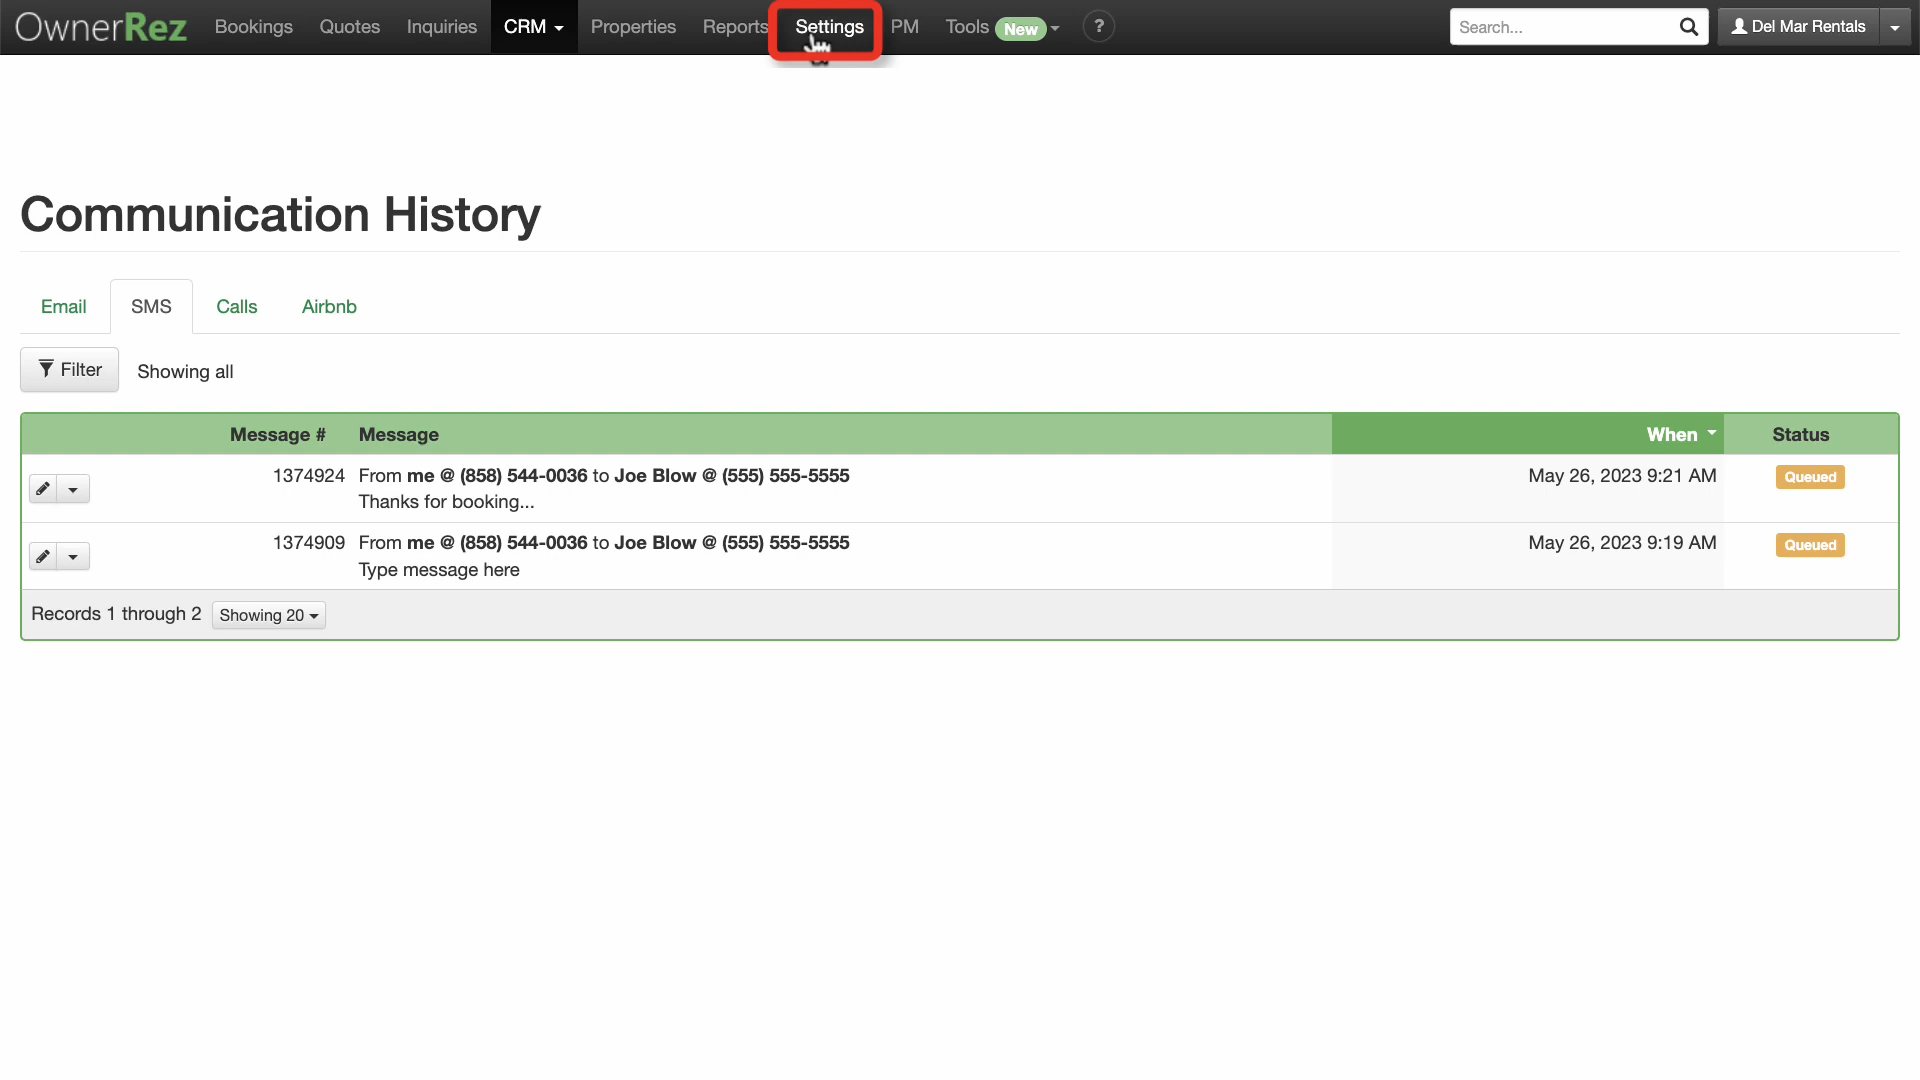 OwnerRez Bookings Quotes Inquiries CRM Properties Reports Settings PM Tools New ? Search... Del Mar Rentals
Communication History
Email SMS Calls Airbnb
Filter Showing all
Message # Message When Status
1374924 From me @ (858) 544-0036 to Joe Blow @ (555) 555-5555 May 26, 2023 9:21 AM Queued
Thanks for booking...
1374909 From me @ (858) 544-0036 to Joe Blow @ (555) 555-5555 May 26, 2023 9:19 AM Queued
Type message here
Records 1 through 2 Showing 20